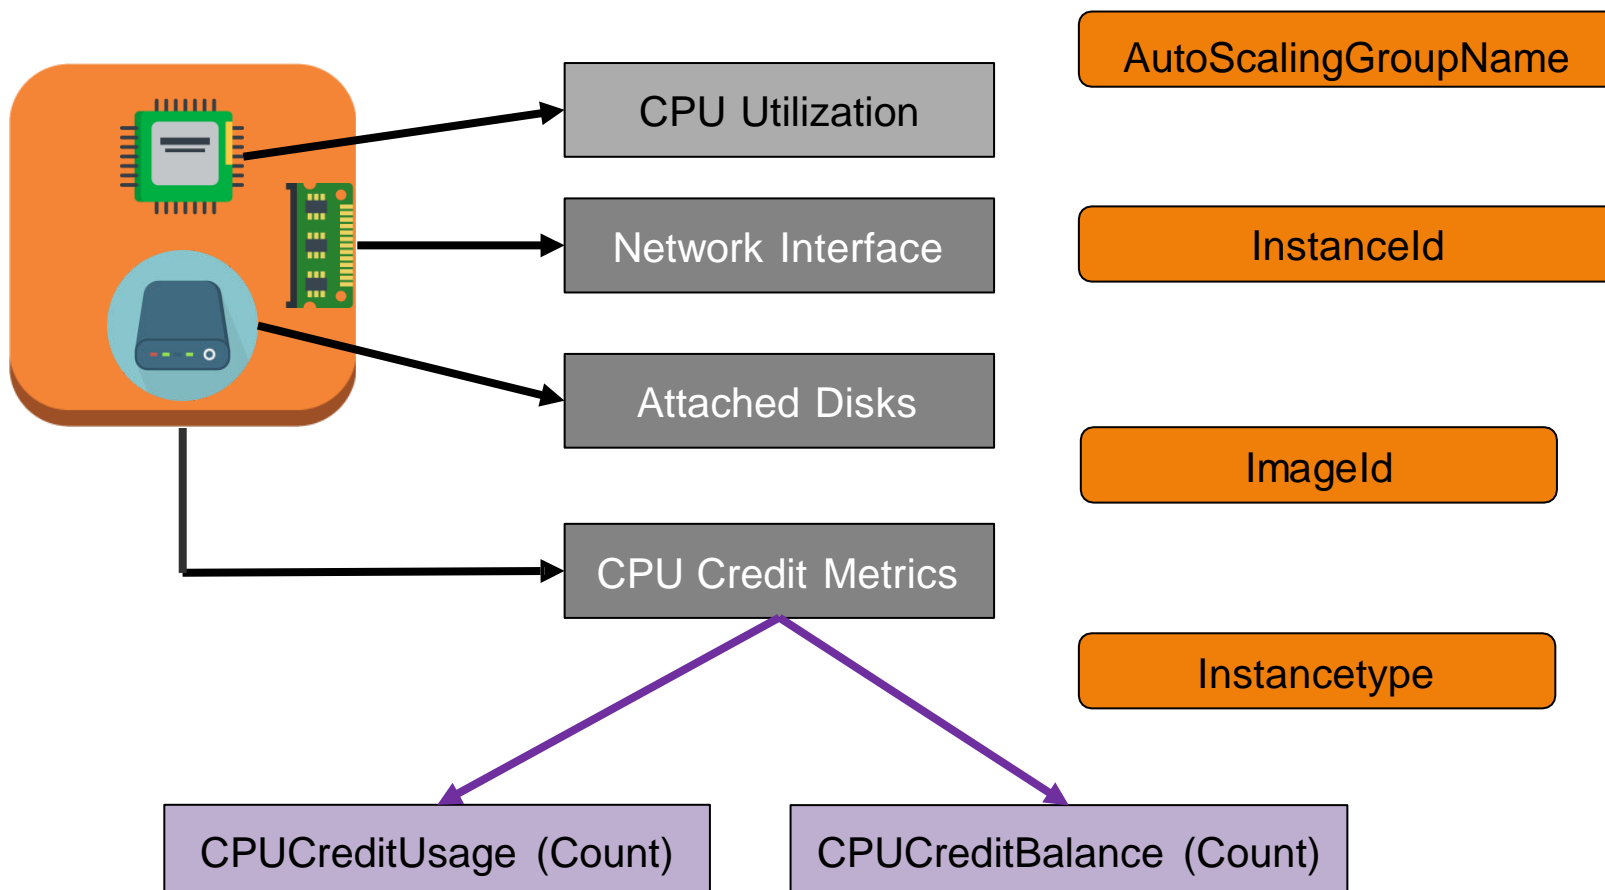 AutoScalingGroupName
CPU Utilization
InstanceId
Network Interface
Attached Disks
ImageId
CPU Credit Metrics
Instancetype
CPUCreditUsage (Count)
CPUCreditBalance (Count)